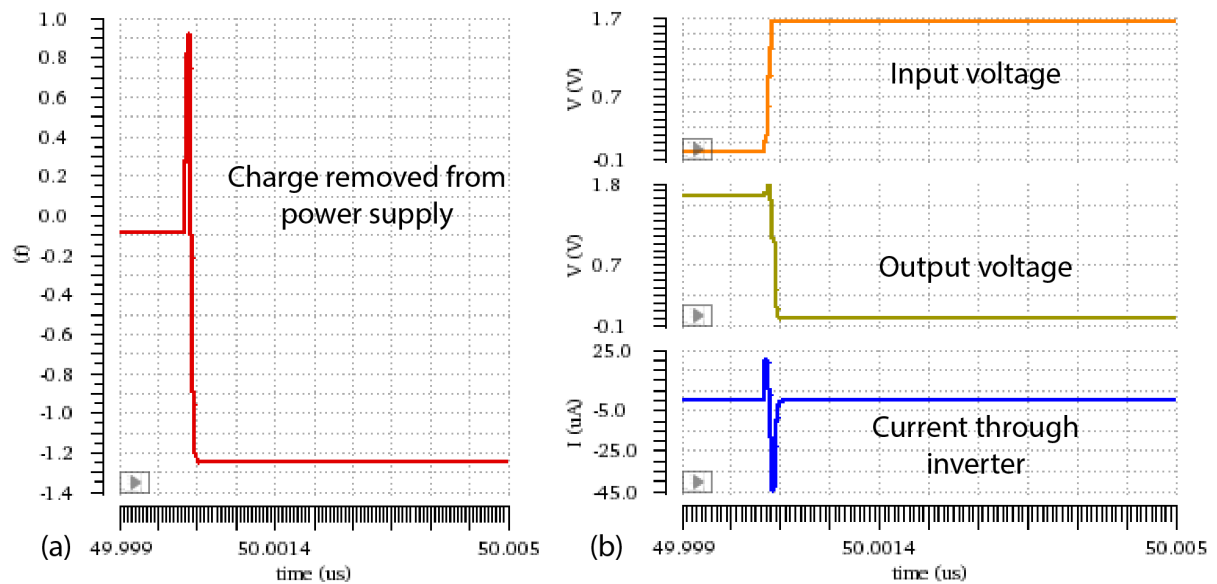 1.0
0.8
0.6
0.4
0.2
0.0
-0.2
-0.4
-0.6
-0.8
-1.0
-1.2
-1.4
(f)
Charge removed from
power supply
(a)
49.999
50.0014
50.005
time (us)
1.7
0.7
-0.1
V (V)
Input voltage
1.8
0.7
-0.1
V (V)
Output voltage
25.0
-5.0
-25.0
-45.0
I (uA)
Current through
inverter
(b)
49.999
50.0014
50.005
time (us)